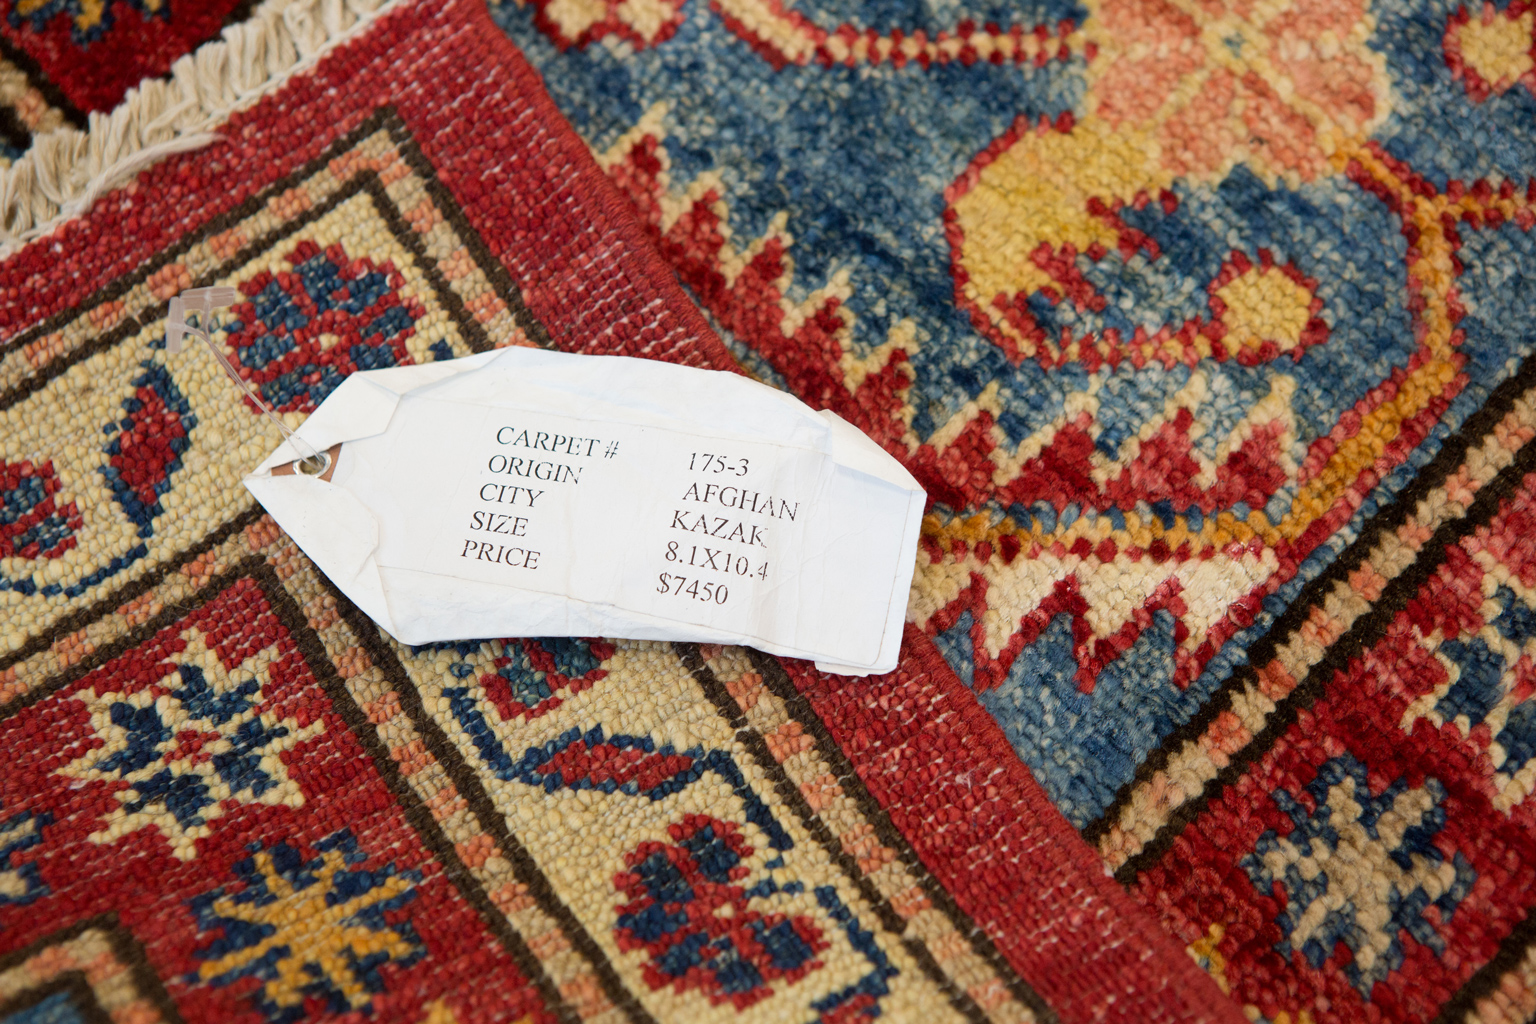 CARPET # 175-3
ORIGIN AFGHAN
CITY KAZAK
SIZE 8.1X10.4
PRICE $7450